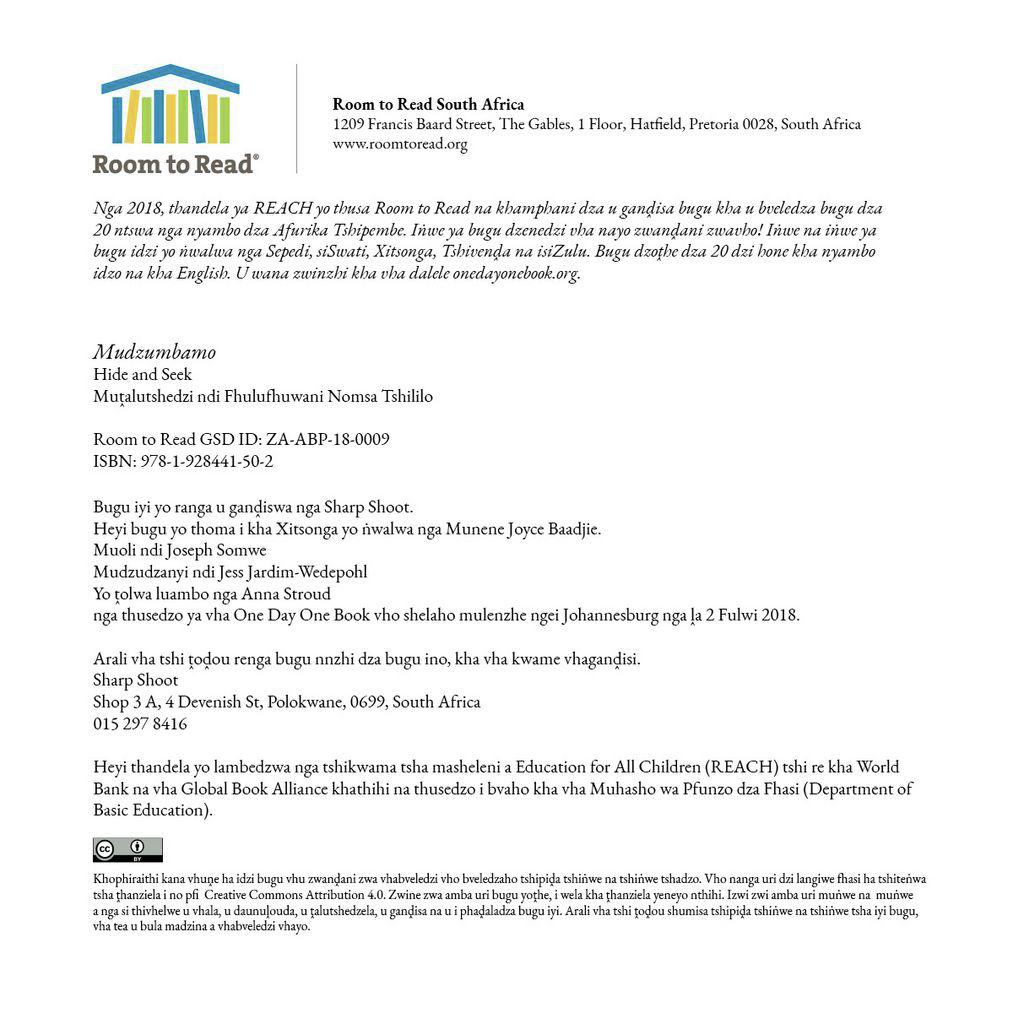 Room to Read®
Room to Read South Africa
1209 Francis Baard Street, The Gables, 1 Floor, Hatfield, Pretoria 0028, South Africa
www.roomtoread.org
Nga 2018, thandela ya REACH yo thusa Room to Read na khamphani dza u ganḓisa bugu kha u bveledza bugu dza
20 ntswa nga nyambo dza Afurika Tshipembe. Iṅwe ya bugu dzenedzi vha nayo zwanḓani zwavho! Iṅwe na iṅwe ya
bugu idzi yo ṅwalwa nga Sepedi, siSwati, Xitsonga, Tshivenḓa na isiZulu. Bugu dzoṱhe dza 20 dzi hone kha nyambo
idzo na kha English. U wana zwinzhi kha vha dalele onedayonebook.org.
Mudzumbamo
Hide and Seek
Muṱalutshedzi ndi Fhulufhuwani Nomsa Tshililo
Room to Read GSD ID: ZA-ABP-18-0009
ISBN: 978-1-928441-50-2
Bugu iyi yo ranga u ganḓiswa nga Sharp Shoot.
Heyi bugu yo thoma i kha Xitsonga yo ṅwalwa nga Munene Joyce Baadjie.
Muoli ndi Joseph Somwe
Mudzudzanyi ndi Jess Jardim-Wedepohl
Yo ṱolwa luambo nga Anna Stroud
nga thusedzo ya vha One Day One Book vho shelaho mulenzhe ngei Johannesburg nga ḽa 2 Fulwi 2018.
Arali vha tshi ṱoḓou renga bugu nnzhi dza bugu ino, kha vha kwame vhaganḓisi.
Sharp Shoot
Shop 3 A, 4 Devenish St, Polokwane, 0699, South Africa
015 297 8416
Heyi thandela yo lambedzwa nga tshikwama tsha masheleni a Education for All Children (REACH) tshi re kha World
Bank na vha Global Book Alliance khathihi na thusedzo i bvaho kha vha Muhasho wa Pfunzo dza Fhasi (Department of
Basic Education).
cc BY
Khophiraithi kana vhuṋe ha idzi bugu vhu zwanḓani zwa vhabveledzi vho bveledzaho tshipiḓa tshiṅwe na tshiṅwe tshadzo. Vho nanga uri dzi langiwe fhasi ha tshiteṅwa
tsha ṱhanziela i no pfi Creative Commons Attribution 4.0. Zwine zwa amba uri bugu yoṱhe, i wela kha ṱhanziela yeneyo nthihi. Izwi zwi amba uri muṅwe na muṅwe
a nga si thivhelwe u vhala, u daunuḽouda, u ṱalutshedzela, u ganḓisa na u i phaḓaladza bugu iyi. Arali vha tshi ṱoḓou shumisa tshipiḓa tshiṅwe na tshiṅwe tsha iyi bugu,
vha tea u bula madzina a vhabveledzi vhayo.